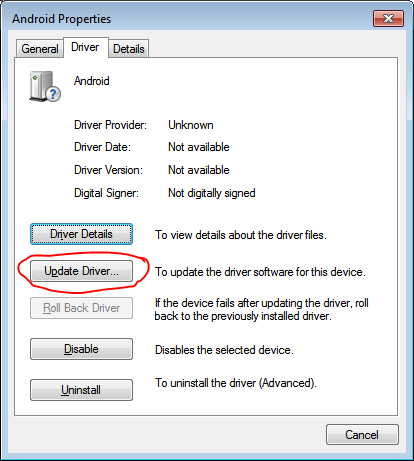 Android Properties
General Driver Details
Android
Driver Provider: Unknown
Driver Date: Not available
Driver Version: Not available
Digital Signer: Not digitally signed
Driver Details To view details about the driver files.
Update Driver... To update the driver software for this device.
Roll Back Driver If the device fails after updating the driver, roll
back to the previously installed driver.
Disable Disables the selected device.
Uninstall To uninstall the driver (Advanced).
Cancel